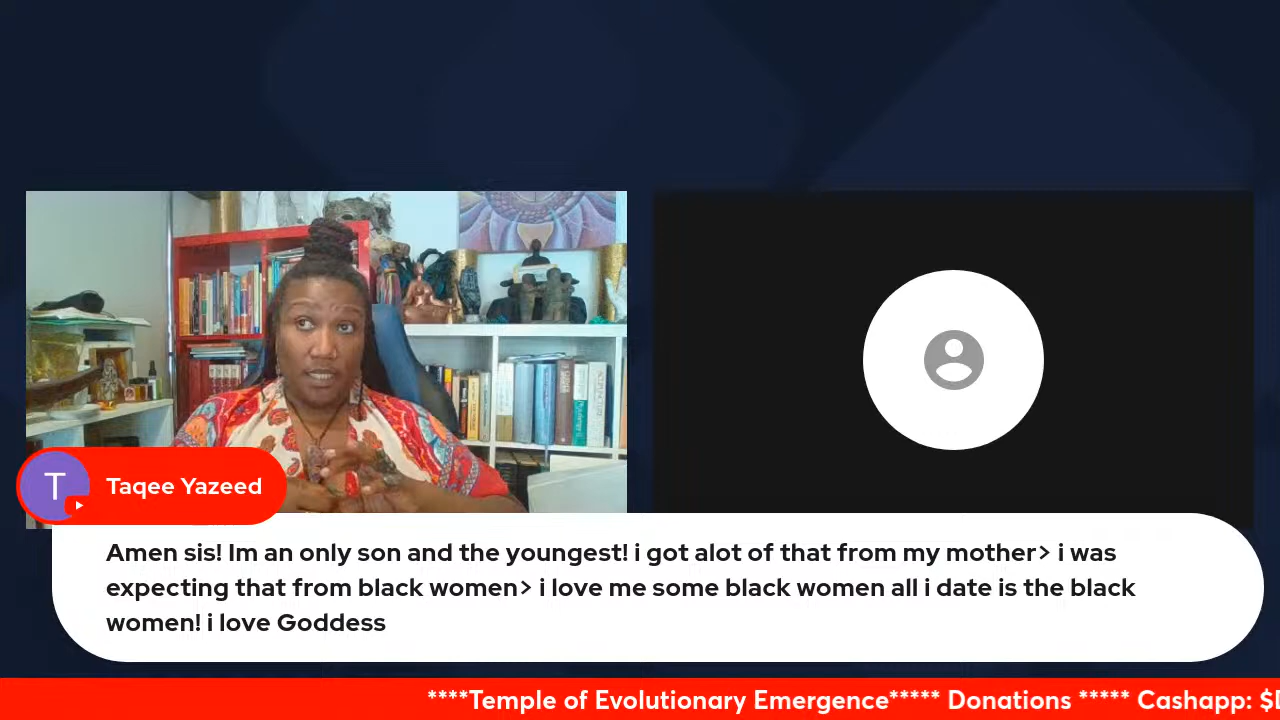 T
Taqee Yazeed
Amen sis! Im an only son and the youngest! i got alot of that from my mother> i was
expecting that from black women> i love me some black women all i date is the black
women! i love Goddess
****Temple of Evolutionary Emergence***** Donations ***** Cashapp: $